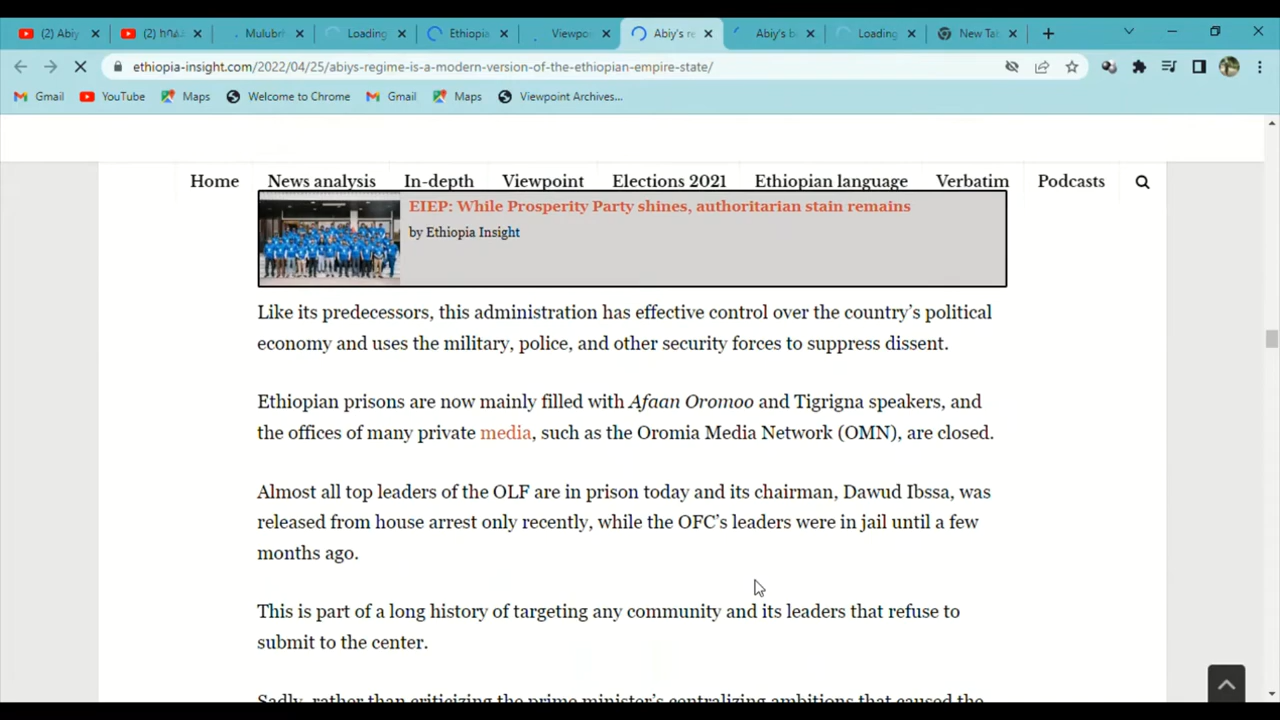 (2) Abiy
(2) ከባለ
Mulubrh
Loading
Ethiopia
Viewpoi
Abiy's re
Abiy's b
Loading
New Tab
ethiopia-insight.com/2022/04/25/abiys-regime-is-a-modern-version-of-the-ethiopian-empire-state/
Gmail YouTube Maps Welcome to Chrome Gmail Maps Viewpoint Archives...
Home News analysis In-depth Viewpoint Elections 2021 Ethiopian language Verbatim Podcasts
EIEP: While Prosperity Party shines, authoritarian stain remains
by Ethiopia Insight
Like its predecessors, this administration has effective control over the country’s political
economy and uses the military, police, and other security forces to suppress dissent.
Ethiopian prisons are now mainly filled with Afaan Oromoo and Tigrigna speakers, and
the offices of many private media, such as the Oromia Media Network (OMN), are closed.
Almost all top leaders of the OLF are in prison today and its chairman, Dawud Ibssa, was
released from house arrest only recently, while the OFC’s leaders were in jail until a few
months ago.
This is part of a long history of targeting any community and its leaders that refuse to
submit to the center.
Sadly, rather than criticizing the prime minister’s centralizing ambitions that caused the